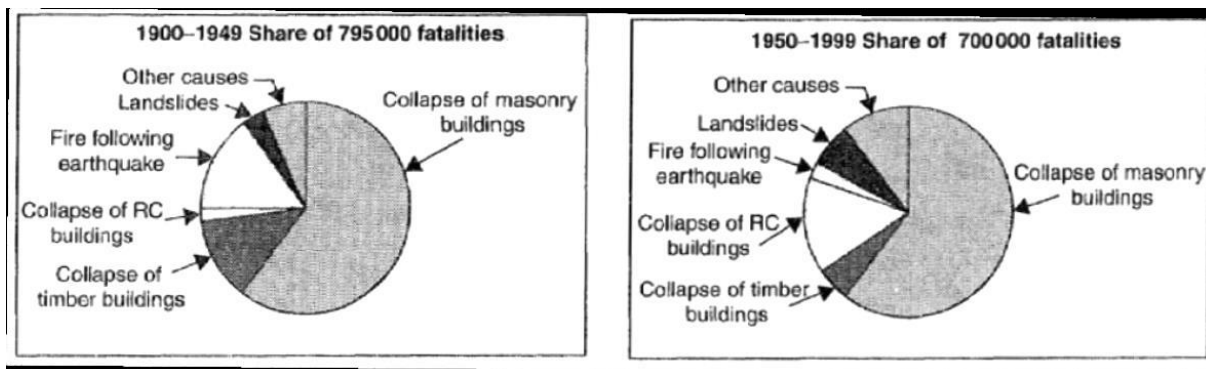 1900–1949 Share of 795000 fatalities
Other causes
Landslides
Collapse of masonry
buildings
Fire following
earthquake
Collapse of RC
buildings
Collapse of
timber buildings
1950–1999 Share of 700000 fatalities
Other causes
Landslides
Fire following
earthquake
Collapse of masonry
buildings
Collapse of RC
buildings
Collapse of timber
buildings